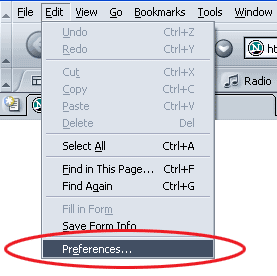 File Edit View Go Bookmarks Tools Window
Undo Ctrl+Z
Redo Ctrl+Y
Cut Ctrl+X
Copy Ctrl+C
Paste Ctrl+V
Delete Del
Radio
Select All Ctrl+A
Find in This Page... Ctrl+F
Find Again Ctrl+G
Fill in Form
Save Form Info
Preferences...